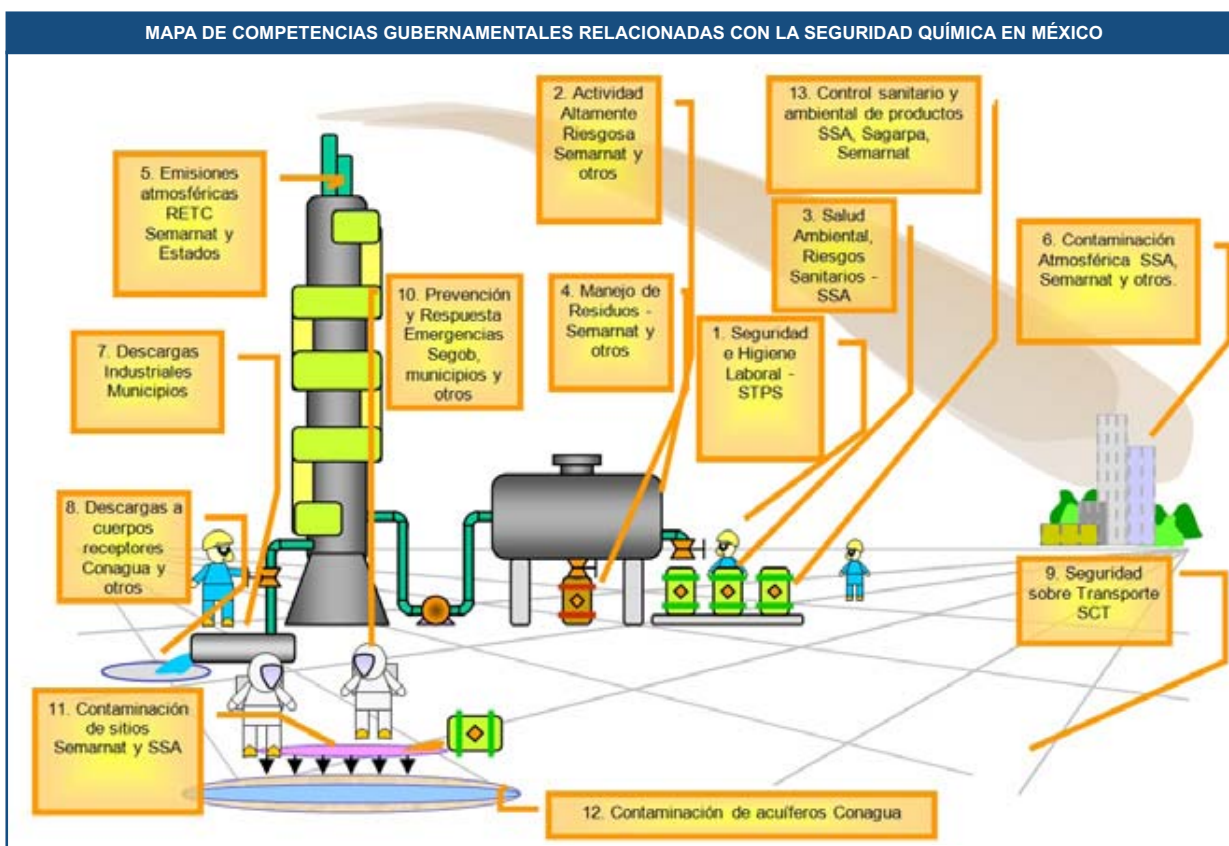 MAPA DE COMPETENCIAS GUBERNAMENTALES RELACIONADAS CON LA SEGURIDAD QUÍMICA EN MÉXICO
2. Actividad
Altamente
Riesgosa
Semarnat y
otros
13. Control sanitario y
ambiental de productos
SSA, Sagarpa,
Semarnat
5. Emisiones
atmosféricas
RETC
Semarnat y
Estados
3. Salud
Ambiental,
Riesgos
Sanitarios -
SSA
6. Contaminación
Atmosférica SSA,
Semarnat y otros.
10. Prevención
y Respuesta
Emergencias
Segob,
municipios y
otros
4. Manejo de
Residuos -
Semarnat y
otros
1. Seguridad
e Higiene
Laboral -
STPS
7. Descargas
Industriales
Municipios
8. Descargas a
cuerpos
receptores
Conagua y
otros
9. Seguridad
sobre Transporte
SCT
11. Contaminación
de sitios
Semarnat y SSA
12. Contaminación de acuíferos Conagua